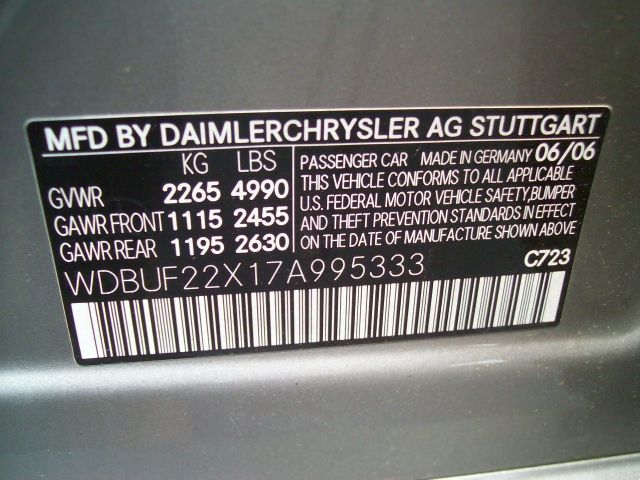 MFD BY DAIMLERCHRYSLER AG STUTTGART
KG LBS
GVWR 2265 4990
GAWR FRONT 1115 2455
GAWR REAR 1195 2630
PASSENGER CAR MADE IN GERMANY 06/06
THIS VEHICLE CONFORMS TO ALL APPLICABLE
U.S. FEDERAL MOTOR VEHICLE SAFETY, BUMPER
AND THEFT PREVENTION STANDARDS IN EFFECT
ON THE DATE OF MANUFACTURE SHOWN ABOVE
WDBUF22X17A995333
C723